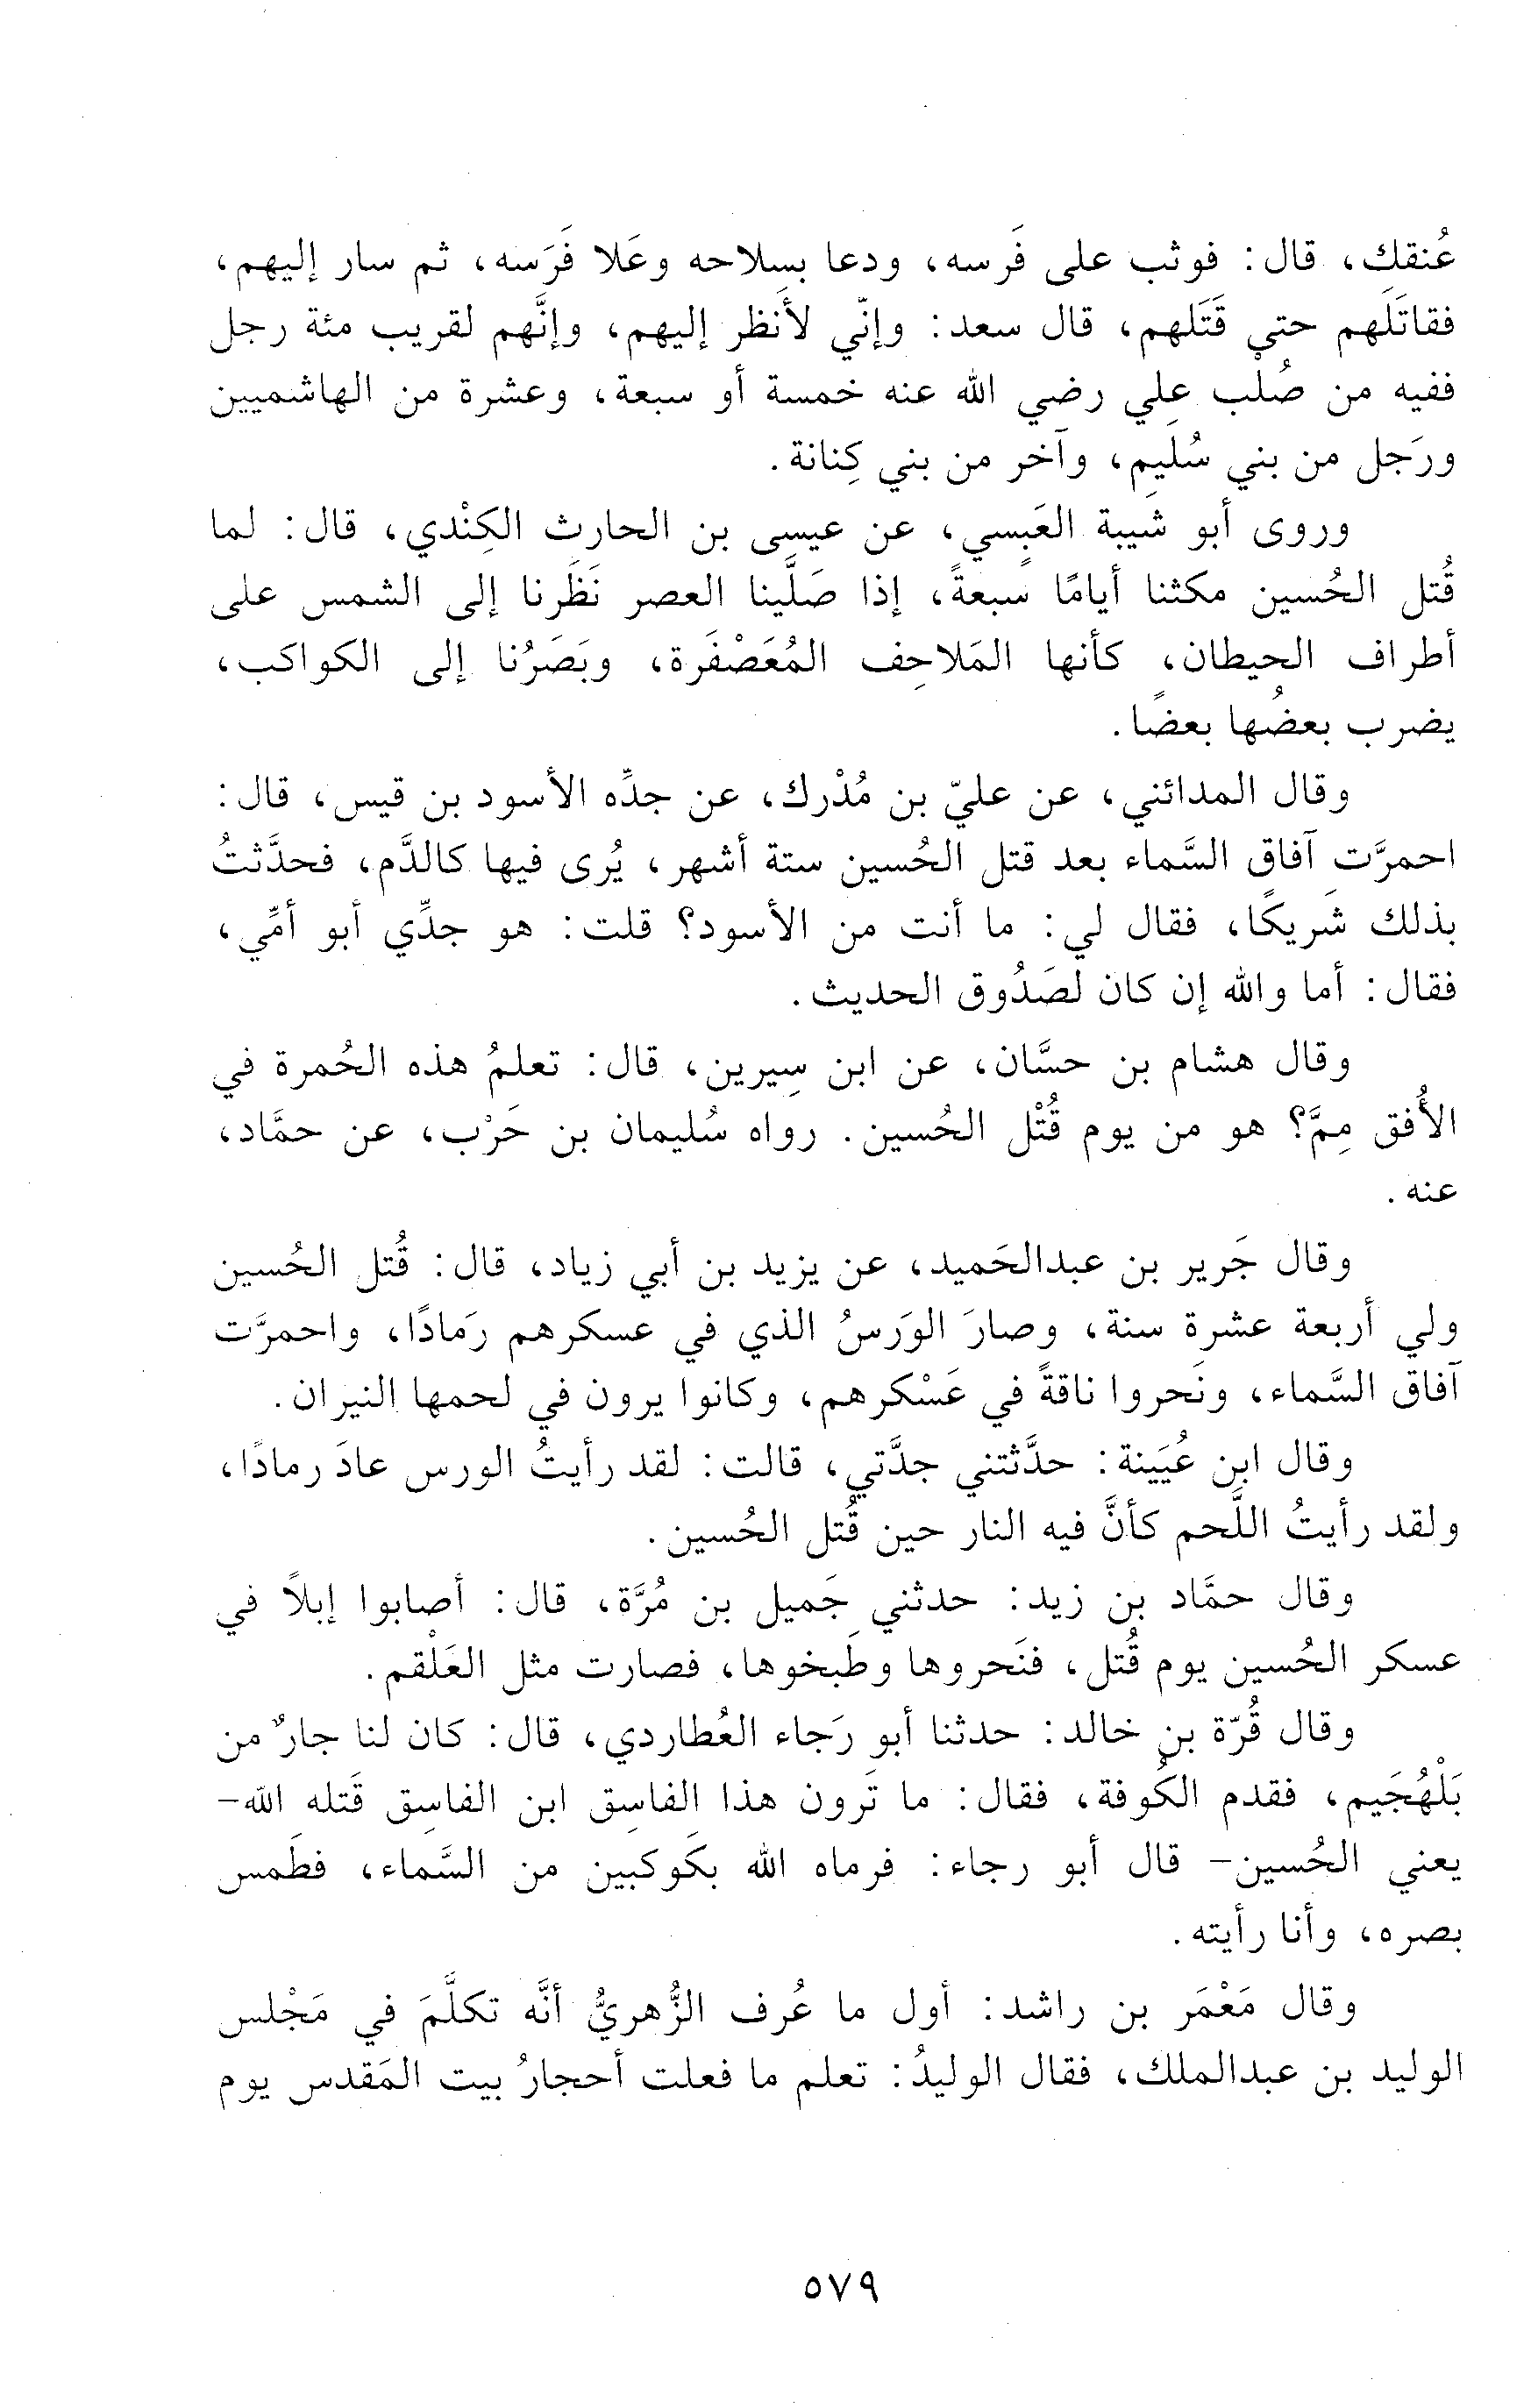 عُنقك، قال: فوثب على فَرسه، ودعا بسِلاحه وعَلا فَرَسه، ثم سار إليهم،
فقاتَلَهم حتى قَتَلهم، قال سعد: وإنّي لأنظر إليهم، وإنَّهم لقريب مئة رجل
ففيه من صُلْب علِي رضي الله عنه خمسة أو سبعة، وعشرة من الهاشميين
ورَجل من بني سُلَيم، وآخر من بني كِنانة.
وروى أبو شَيبة العَبْسي، عن عيسى بن الحارث الكِنْدي، قال: لما
قُتل الحُسين مكثنا أيامًا سبعةً، إذا صَلَّينا العصر نَظَرنا إلى الشمس على
أطراف الحيطان، كأنها المَلاحِف المُعَصْفَرة، وبَصَرُنا إلى الكواكب،
يضرب بعضُها بعضًا.
وقال المدائني، عن عليّ بن مُدْرك، عن جدِّه الأسود بن قيس، قال:
احمرَّت آفاق السَّماء بعد قتل الحُسين ستة أشهر، يُرى فيها كالدَّم، فحدَّثتُ
بذلك شَريكًا، فقال لي: ما أنت من الأسود؟ قلت: هو جدِّي أبو أمِّي،
فقال: أما والله إن كان لصَدُوق الحديث.
وقال هشام بن حسَّان، عن ابن سِيرين، قال: تعلمُ هذه الحُمرة في
الأُفق مِمَّ؟ هو من يوم قُتْل الحُسين. رواه سُليمان بن حَرْب، عن حمَّاد،
عنه.
وقال جَرير بن عبدالحَميد، عن يزيد بن أبي زياد، قال: قُتل الحُسين
ولي أربعة عشرة سنة، وصارَ الوَرسُ الذي في عسكرهم رَمادًا، واحمرَّت
آفاق السَّماء، ونَحروا ناقةً في عَسْكرهم، وكانوا يرون في لحمها النيران.
وقال ابن عُيَينة: حدَّثتني جدَّتي، قالت: لقد رأيتُ الورس عادَ رمادًا،
ولقد رأيتُ اللَّحم كأنَّ فيه النار حين قُتل الحُسين.
وقال حمَّاد بن زيد: حدثني جَميل بن مُرَّة، قال: أصابوا إبلاً في
عسكر الحُسين يوم قُتل، فنَحروها وطَبخوها، فصارت مثل العَلْقم.
وقال قُرّة بن خالد: حدثنا أبو رَجاء العُطاردي، قال: كان لنا جارٌ من
بَلْهُجَيم، فقدم الكُوفة، فقال: ما تَرون هذا الفاسِق ابن الفاسِق قَتله الله-
يعني الحُسين- قال أبو رجاء: فرماه الله بكَوكبين من السَّماء، فطَمس
بصره، وأنا رأيته.
وقال مَعْمَر بن راشد: أول ما عُرف الزُّهريُّ أنَّه تكلَّمَ في مَجْلس
الوليد بن عبدالملك، فقال الوليدُ: تعلم ما فعلت أحجارُ بيت المَقدس يوم
٥٧٩